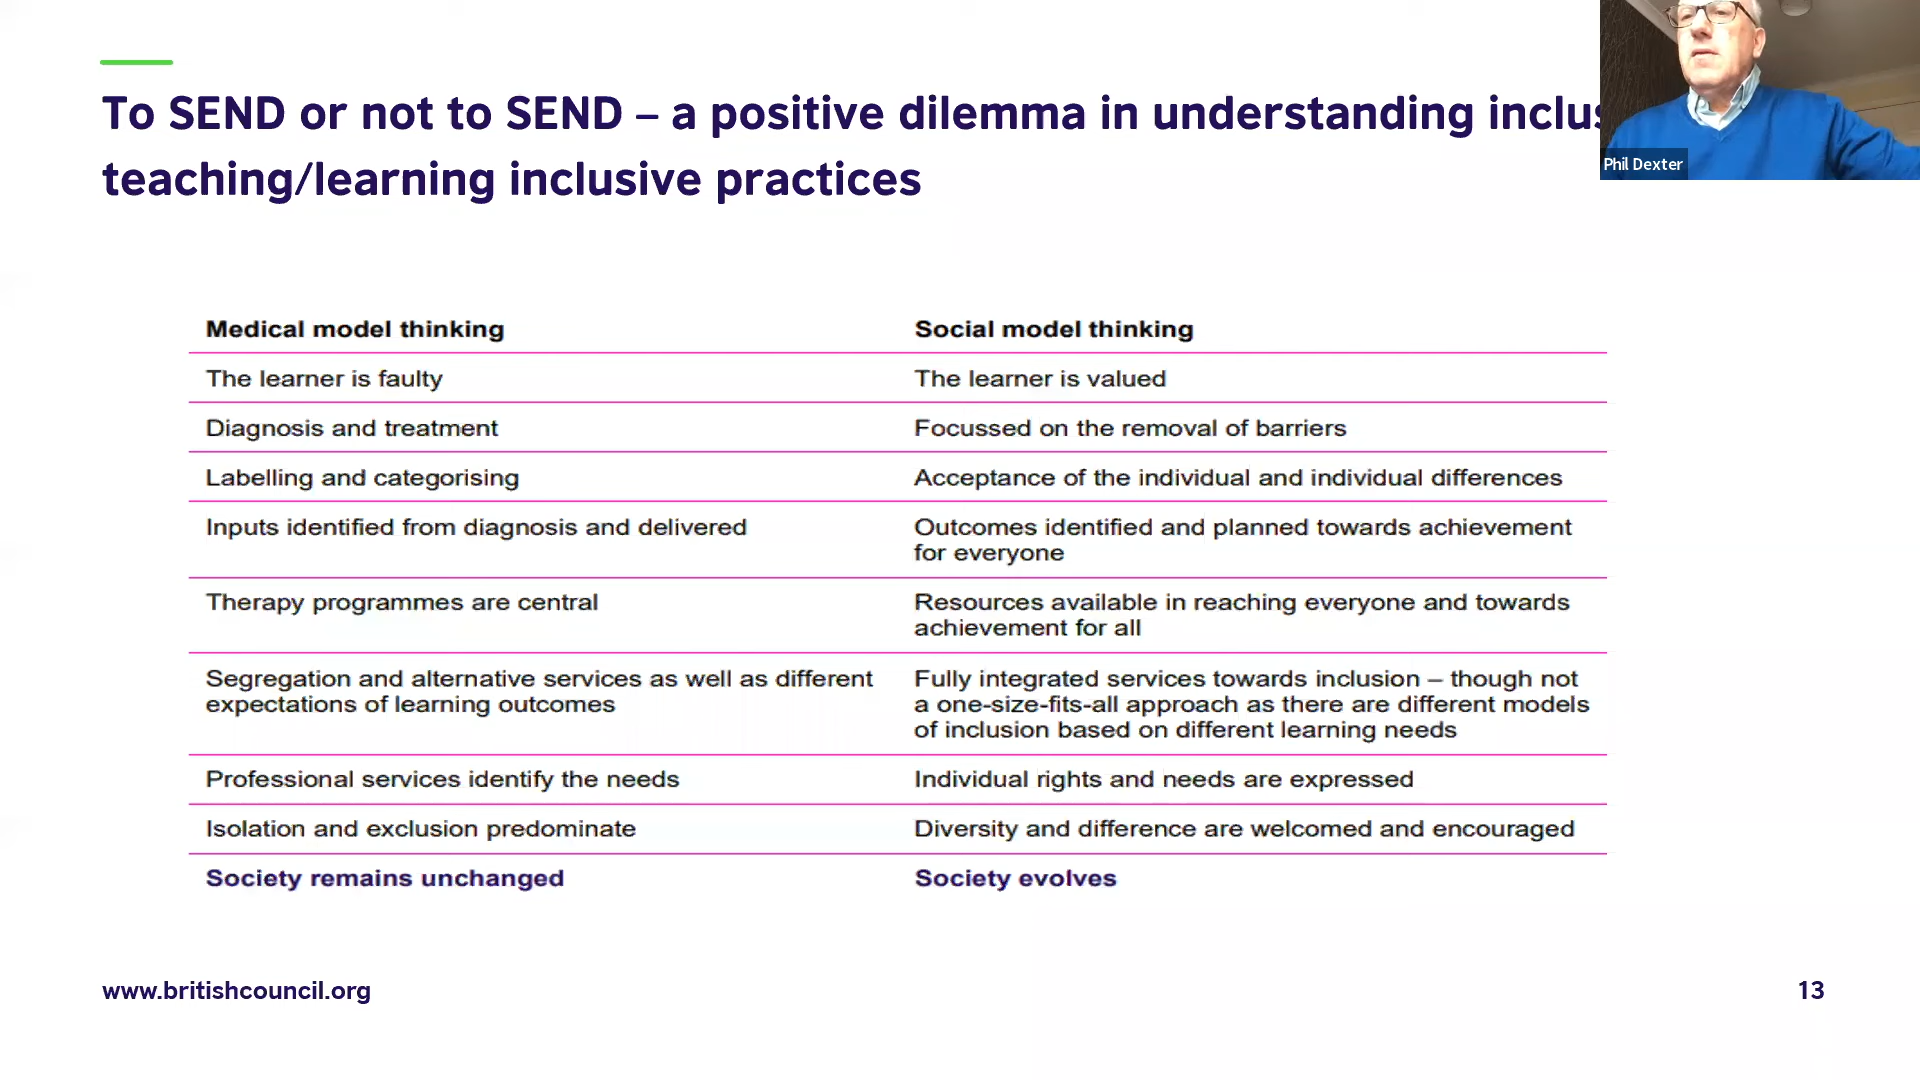 To SEND or not to SEND – a positive dilemma in understanding
teaching/learning inclusive practices
Phil Dexter
Medical model thinking Social model thinking
The learner is faulty The learner is valued
Diagnosis and treatment Focussed on the removal of barriers
Labelling and categorising Acceptance of the individual and individual differences
Inputs identified from diagnosis and delivered Outcomes identified and planned towards achievement
for everyone
Therapy programmes are central Resources available in reaching everyone and towards
achievement for all
Segregation and alternative services as well as different Fully integrated services towards inclusion – though not
expectations of learning outcomes a one-size-fits-all approach as there are different models
of inclusion based on different learning needs
Professional services identify the needs Individual rights and needs are expressed
Isolation and exclusion predominate Diversity and difference are welcomed and encouraged
Society remains unchanged Society evolves
www.britishcouncil.org 13